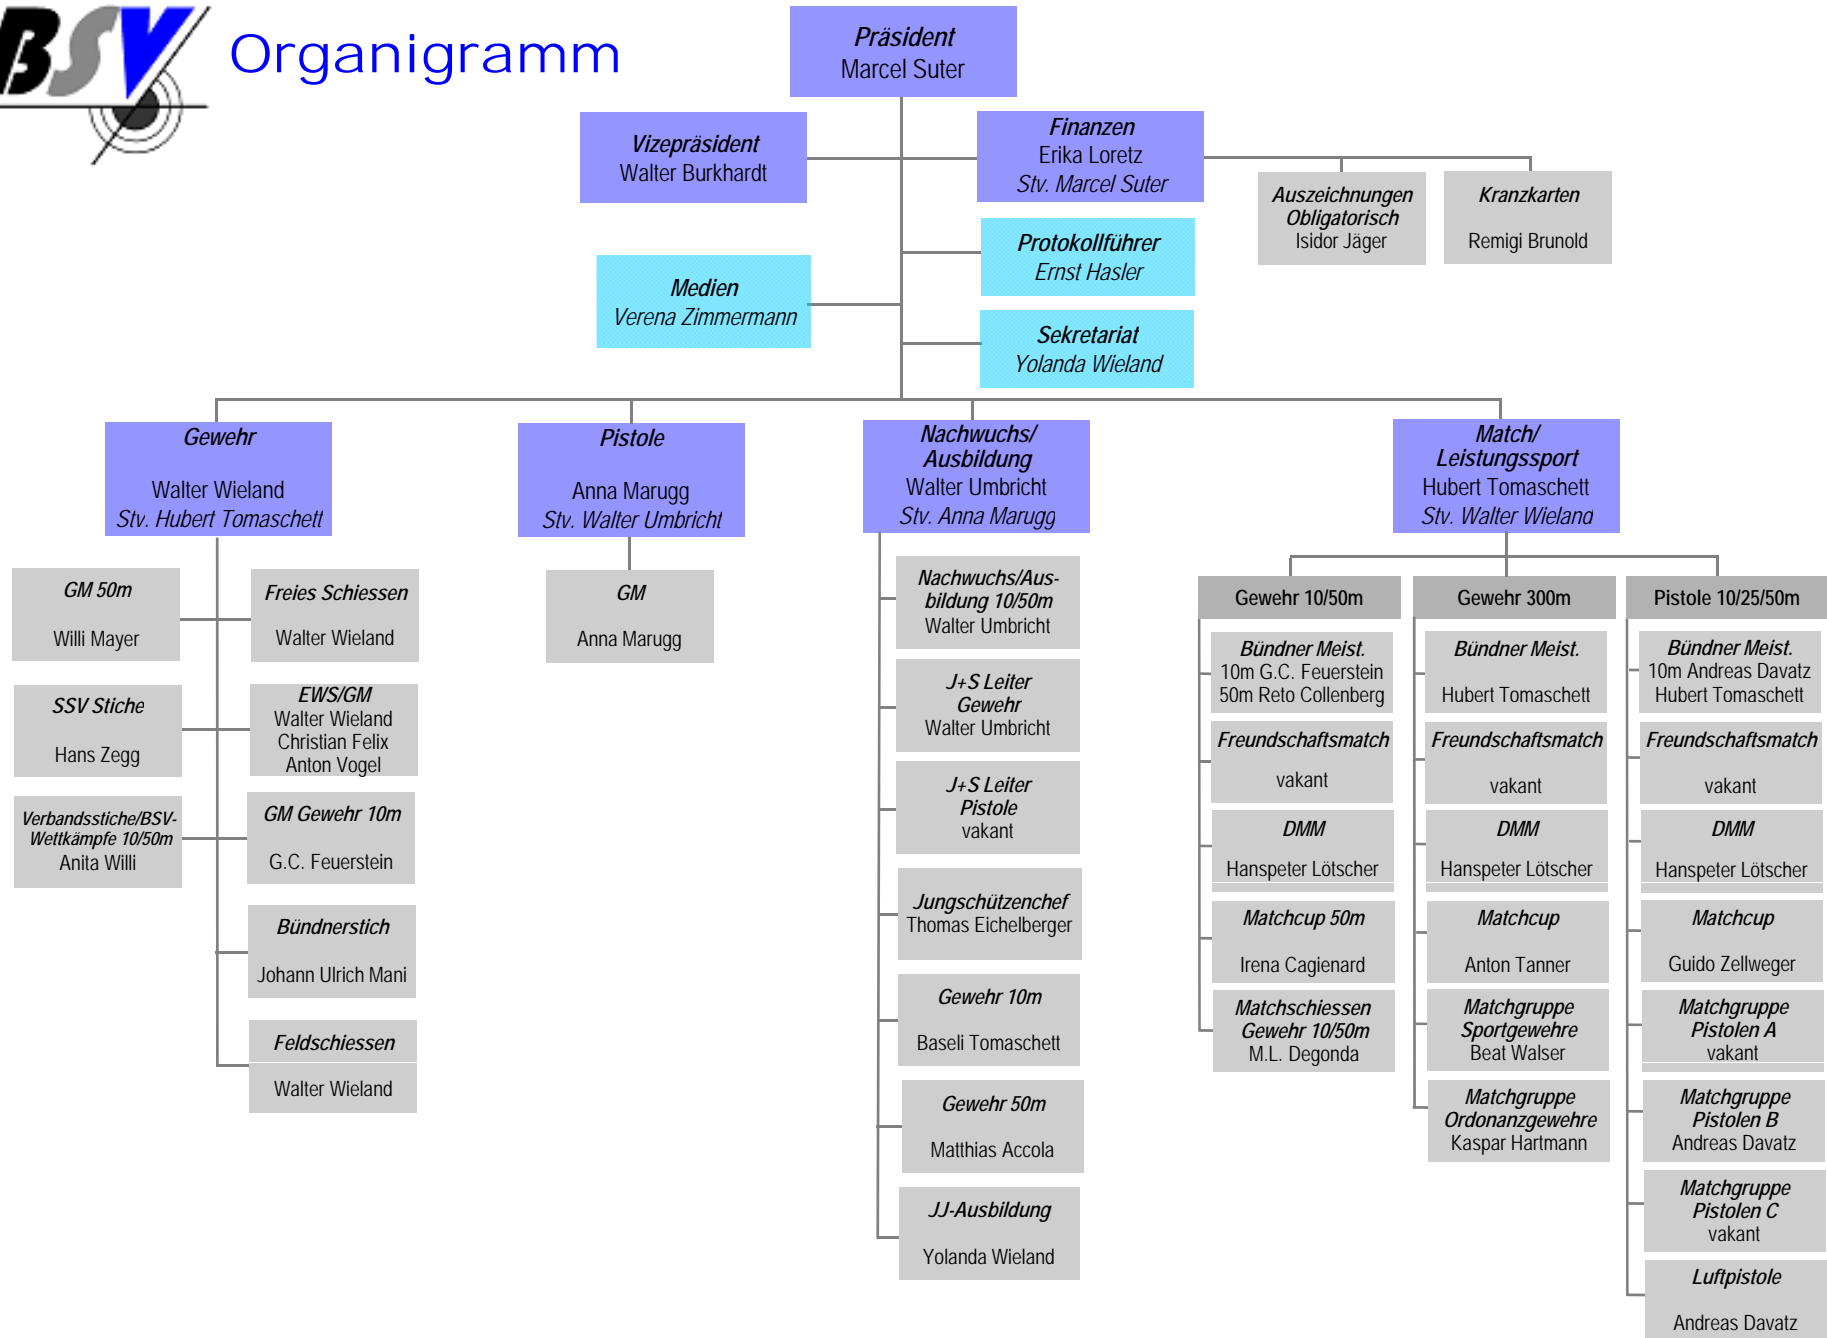 BSV
Organigramm
Präsident
Marcel Suter
Vizepräsident
Walter Burkhardt
Finanzen
Erika Loretz
Stv. Marcel Suter
Auszeichnungen
Obligatorisch
Isidor Jäger
Kranzkarten
Remigi Brunold
Protokollführer
Ernst Hasler
Medien
Verena Zimmermann
Sekretariat
Yolanda Wieland
Gewehr
Walter Wieland
Stv. Hubert Tomaschett
Pistole
Anna Marugg
Stv. Walter Umbricht
Nachwuchs/
Ausbildung
Walter Umbricht
Stv. Anna Marugg
Match/
Leistungssport
Hubert Tomaschett
Stv. Walter Wieland
GM 50m
Willi Mayer
Freies Schiessen
Walter Wieland
SSV Stiche
Hans Zegg
EWS/GM
Walter Wieland
Christian Felix
Anton Vogel
Verbandsstiche/BSV-
Wettkämpfe 10/50m
Anita Willi
GM Gewehr 10m
G.C. Feuerstein
Bündnerstich
Johann Ulrich Mani
Feldschiessen
Walter Wieland
GM
Anna Marugg
Nachwuchs/Aus-
bildung 10/50m
Walter Umbricht
J+S Leiter
Gewehr
Walter Umbricht
J+S Leiter
Pistole
vakant
Jungschützenchef
Thomas Eichelberger
Gewehr 10m
Baseli Tomaschett
Gewehr 50m
Matthias Accola
JJ-Ausbildung
Yolanda Wieland
Gewehr 10/50m
Bündner Meist.
10m G.C. Feuerstein
50m Reto Collenberg
Freundschaftsmatch
vakant
DMM
Hanspeter Lötscher
Matchcup 50m
Irena Cagienard
Matchschiessen
Gewehr 10/50m
M.L. Degonda
Gewehr 300m
Bündner Meist.
Hubert Tomaschett
Freundschaftsmatch
vakant
DMM
Hanspeter Lötscher
Matchcup
Anton Tanner
Matchgruppe
Sportgewehre
Beat Walser
Matchgruppe
Ordonanzgewehre
Kaspar Hartmann
Pistole 10/25/50m
Bündner Meist.
10m Andreas Davatz
Hubert Tomaschett
Freundschaftsmatch
vakant
DMM
Hanspeter Lötscher
Matchcup
Guido Zellweger
Matchgruppe
Pistolen A
vakant
Matchgruppe
Pistolen B
Andreas Davatz
Matchgruppe
Pistolen C
vakant
Luftpistole
Andreas Davatz